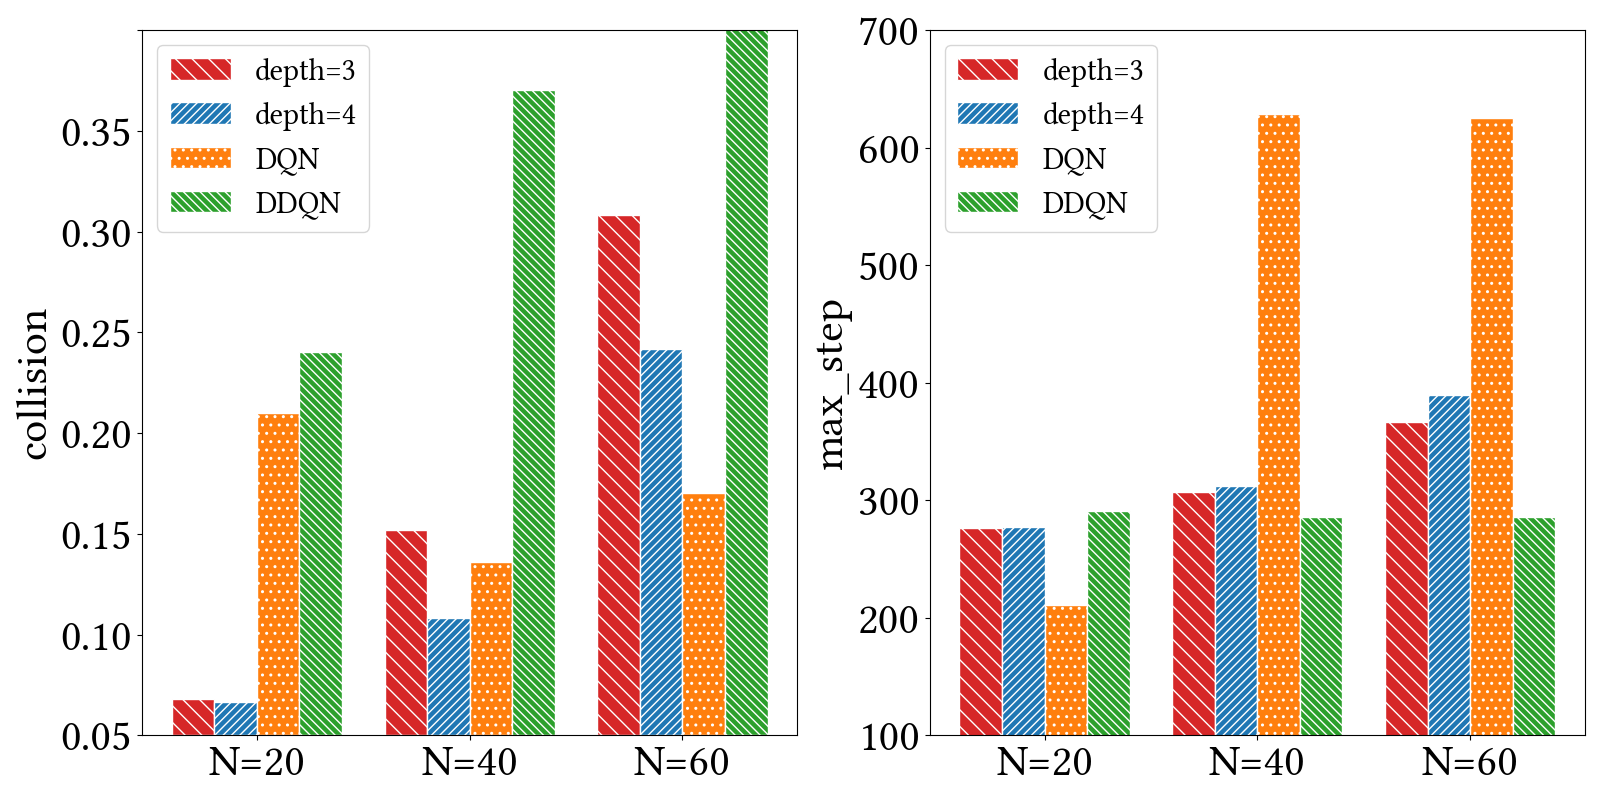 collision
0.35
0.30
0.25
0.20
0.15
0.10
0.05
depth=3
depth=4
DQN
DDQN
N=20
N=40
N=60
max_step
700
600
500
400
300
200
100
depth=3
depth=4
DQN
DDQN
N=20
N=40
N=60